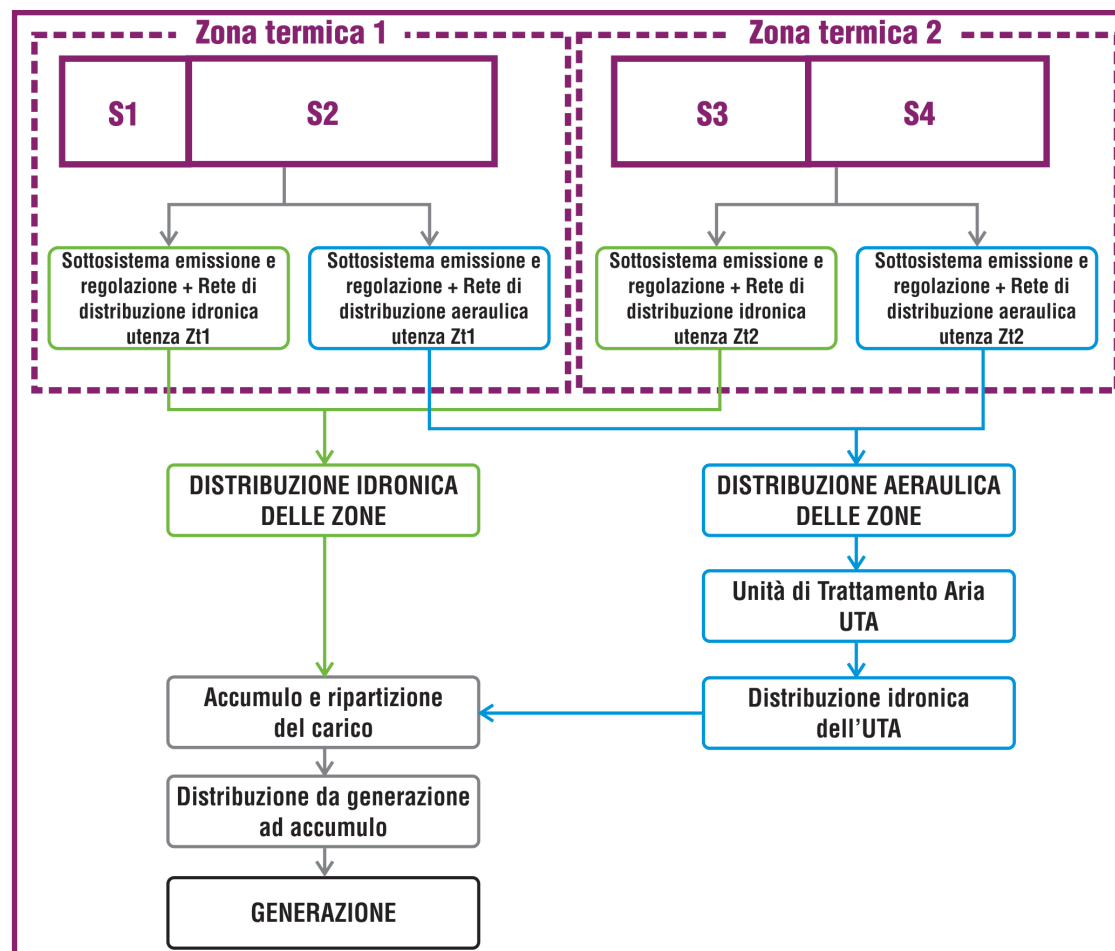 Zona termica 1
Zona termica 2
S1
S2
S3
S4
Sottosistema emissione e
regolazione + Rete di
distribuzione idronica
utenza Zt1
Sottosistema emissione e
regolazione + Rete di
distribuzione aeraulica
utenza Zt1
Sottosistema emissione e
regolazione + Rete di
distribuzione idronica
utenza Zt2
Sottosistema emissione e
regolazione + Rete di
distribuzione aeraulica
utenza Zt2
DISTRIBUZIONE IDRONICA
DELLE ZONE
DISTRIBUZIONE AERAULICA
DELLE ZONE
Unità di Trattamento Aria
UTA
Accumulo e ripartizione
del carico
Distribuzione idronica
dell’UTA
Distribuzione da generazione
ad accumulo
GENERAZIONE